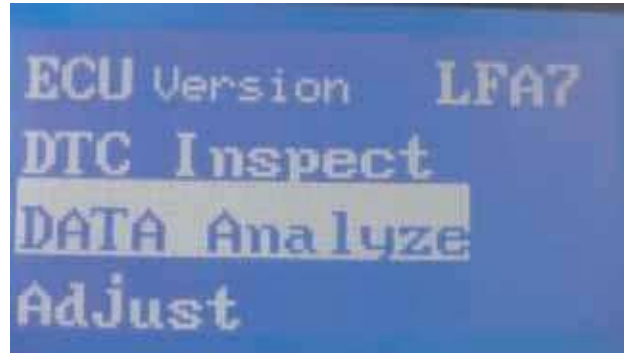 ECU Version LFA7
DTC Inspect
DATA Analyze
Adjust